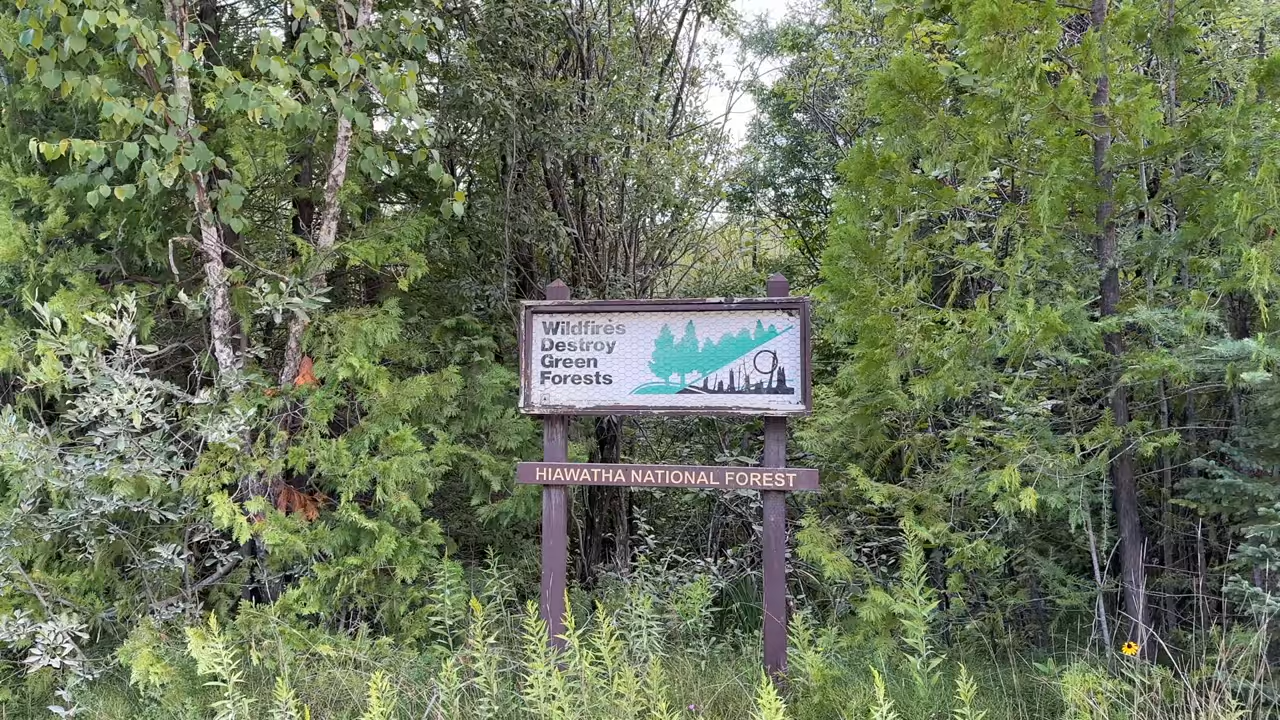 Wildfires
Destroy
Green
Forests
HIAWATHA NATIONAL FOREST